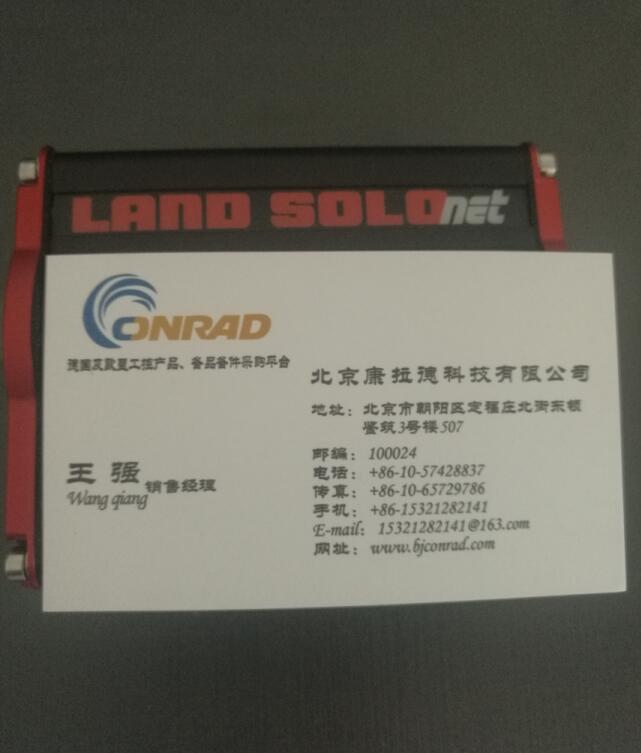 LAND SOLO net
CONRAD
德国及欧盟工控产品、备品备件采购平台
北京康拉德科技有限公司
地址：北京市朝阳区定福庄北街东领
鉴筑3号楼507
邮编：100024
电话：+86-10-57428837
传真：+86-10-65729786
手机：+86-15321282141
E-mail：15321282141@163.com
网址：www.bjconrad.com
王 强 销售经理
Wang qiang